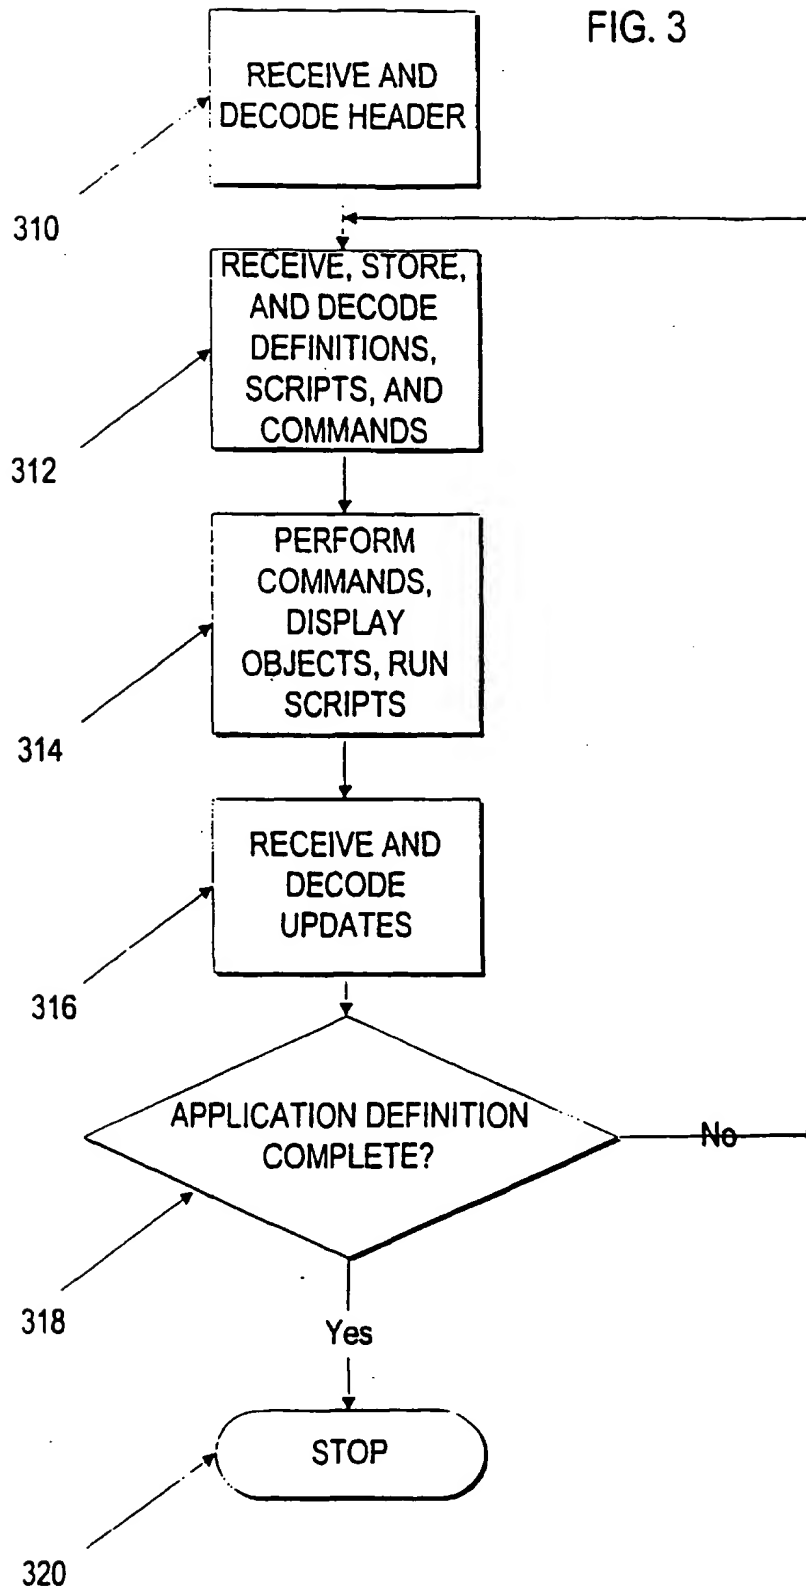 FIG. 3
RECEIVE AND
DECODE HEADER
310
RECEIVE, STORE,
AND DECODE
DEFINITIONS,
SCRIPTS, AND
COMMANDS
312
PERFORM
COMMANDS,
DISPLAY
OBJECTS, RUN
SCRIPTS
314
RECEIVE AND
DECODE
UPDATES
316
APPLICATION DEFINITION
COMPLETE?
No
318
Yes
STOP
320